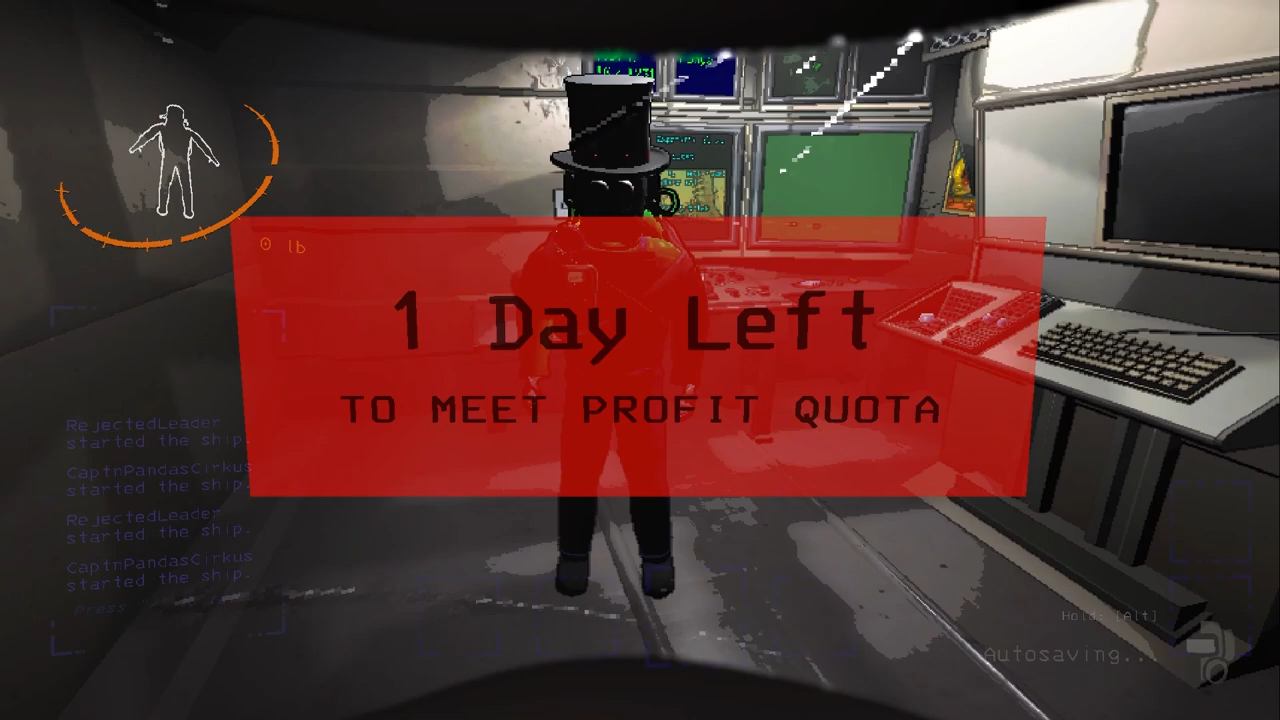 0 lb
1 Day Left
TO MEET PROFIT QUOTA
RejectedLeader
started the ship.
CaptnPandasCirkus
started the ship.
RejectedLeader
started the ship.
CaptnPandasCirkus
started the ship.
Press
Hold: [Alt]
Autosaving...